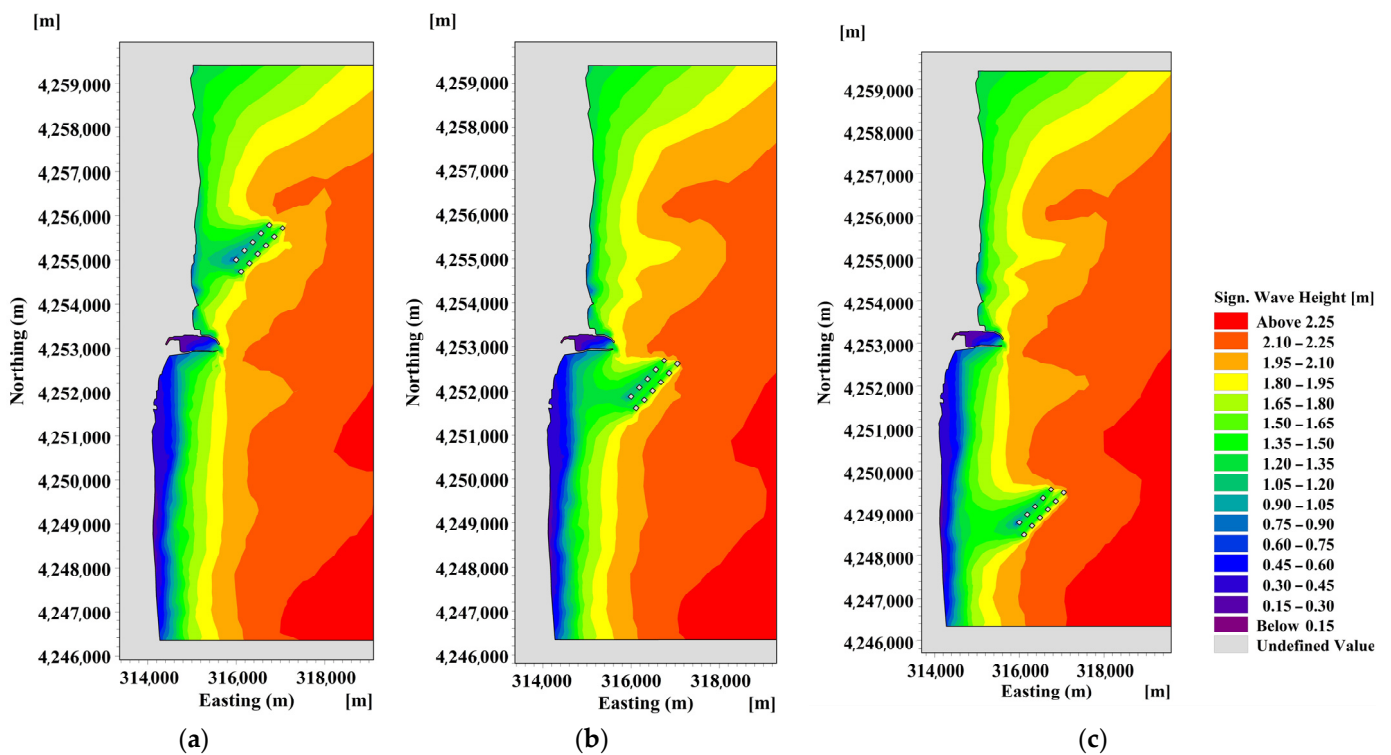 [m]
4,259,000
4,258,000
4,257,000
4,256,000
4,255,000
4,254,000
4,253,000
4,252,000
4,251,000
4,250,000
4,249,000
4,248,000
4,247,000
4,246,000
Northing (m)
314,000 316,000 318,000
Easting (m) [m]
(a)
[m]
4,259,000
4,258,000
4,257,000
4,256,000
4,255,000
4,254,000
4,253,000
4,252,000
4,251,000
4,250,000
4,249,000
4,248,000
4,247,000
4,246,000
Northing (m)
314,000 316,000 318,000
Easting (m) [m]
(b)
[m]
4,259,000
4,258,000
4,257,000
4,256,000
4,255,000
4,254,000
4,253,000
4,252,000
4,251,000
4,250,000
4,249,000
4,248,000
4,247,000
4,246,000
Northing (m)
314,000 316,000 318,000
Easting (m) [m]
(c)
Sign. Wave Height [m]
Above 2.25
2.10 – 2.25
1.95 – 2.10
1.80 – 1.95
1.65 – 1.80
1.50 – 1.65
1.35 – 1.50
1.20 – 1.35
1.05 – 1.20
0.90 – 1.05
0.75 – 0.90
0.60 – 0.75
0.45 – 0.60
0.30 – 0.45
0.15 – 0.30
Below 0.15
Undefined Value